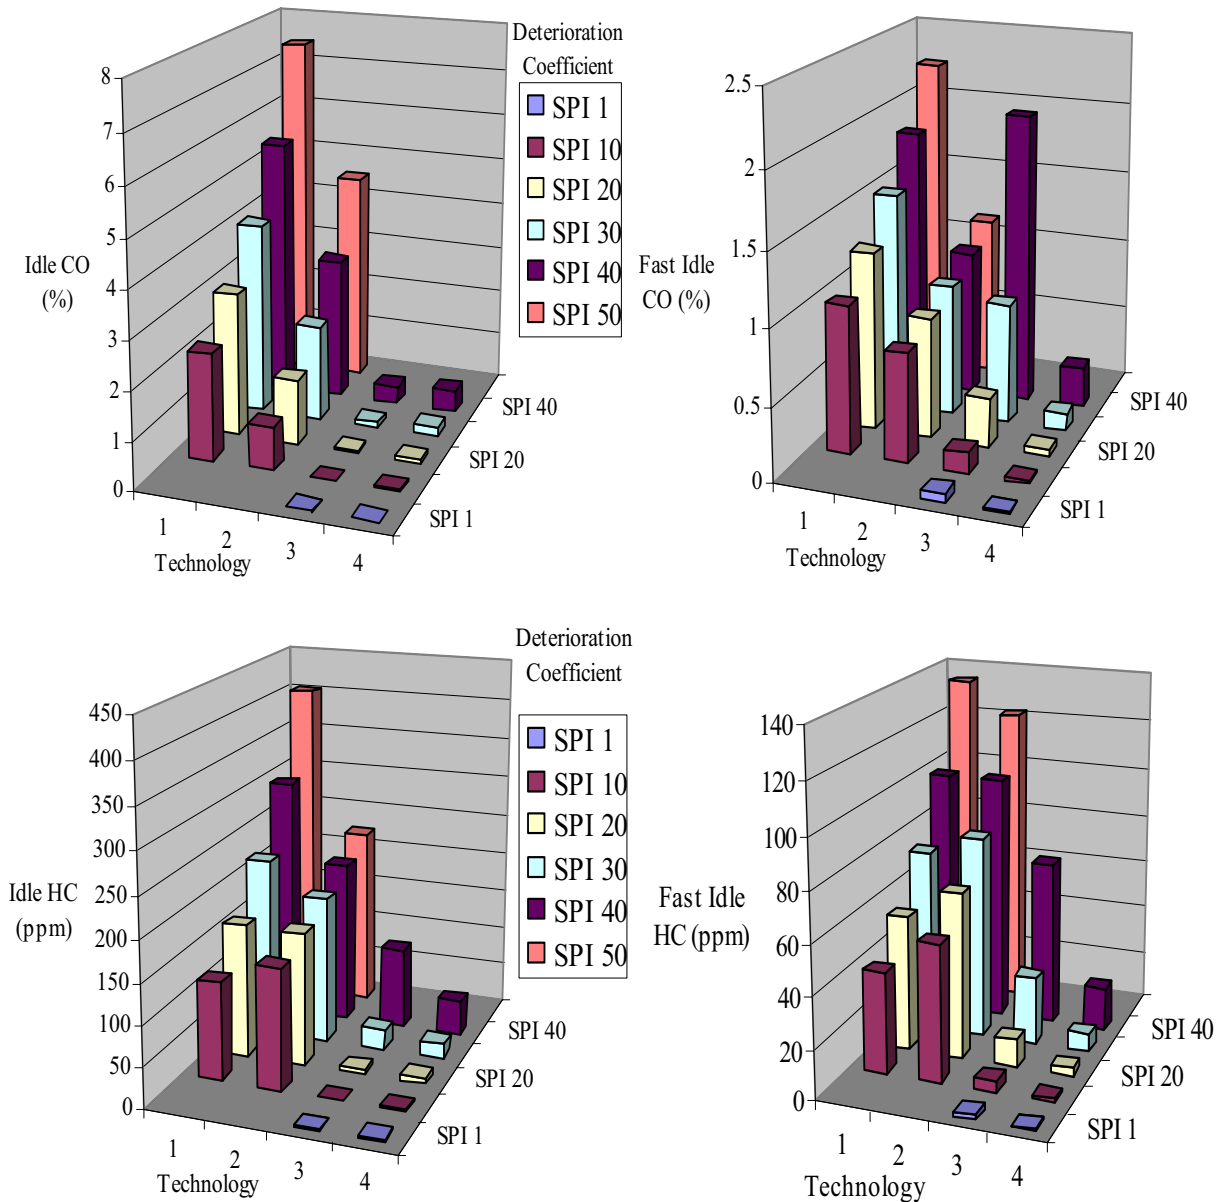 Deterioration
Coefficient
SPI 1
SPI 10
SPI 20
SPI 30
SPI 40
SPI 50
8
7
6
5
4
3
2
1
0
Idle CO
(%)
1
2
3
4
Technology
SPI 40
SPI 20
SPI 1
2.5
2
1.5
1
0.5
0
Fast Idle
CO (%)
1
2
3
4
Technology
SPI 40
SPI 20
SPI 1
Deterioration
Coefficient
SPI 1
SPI 10
SPI 20
SPI 30
SPI 40
SPI 50
450
400
350
300
250
200
150
100
50
0
Idle HC
(ppm)
1
2
3
4
Technology
SPI 40
SPI 20
SPI 1
140
120
100
80
60
40
20
0
Fast Idle
HC (ppm)
1
2
3
4
Technology
SPI 40
SPI 20
SPI 1